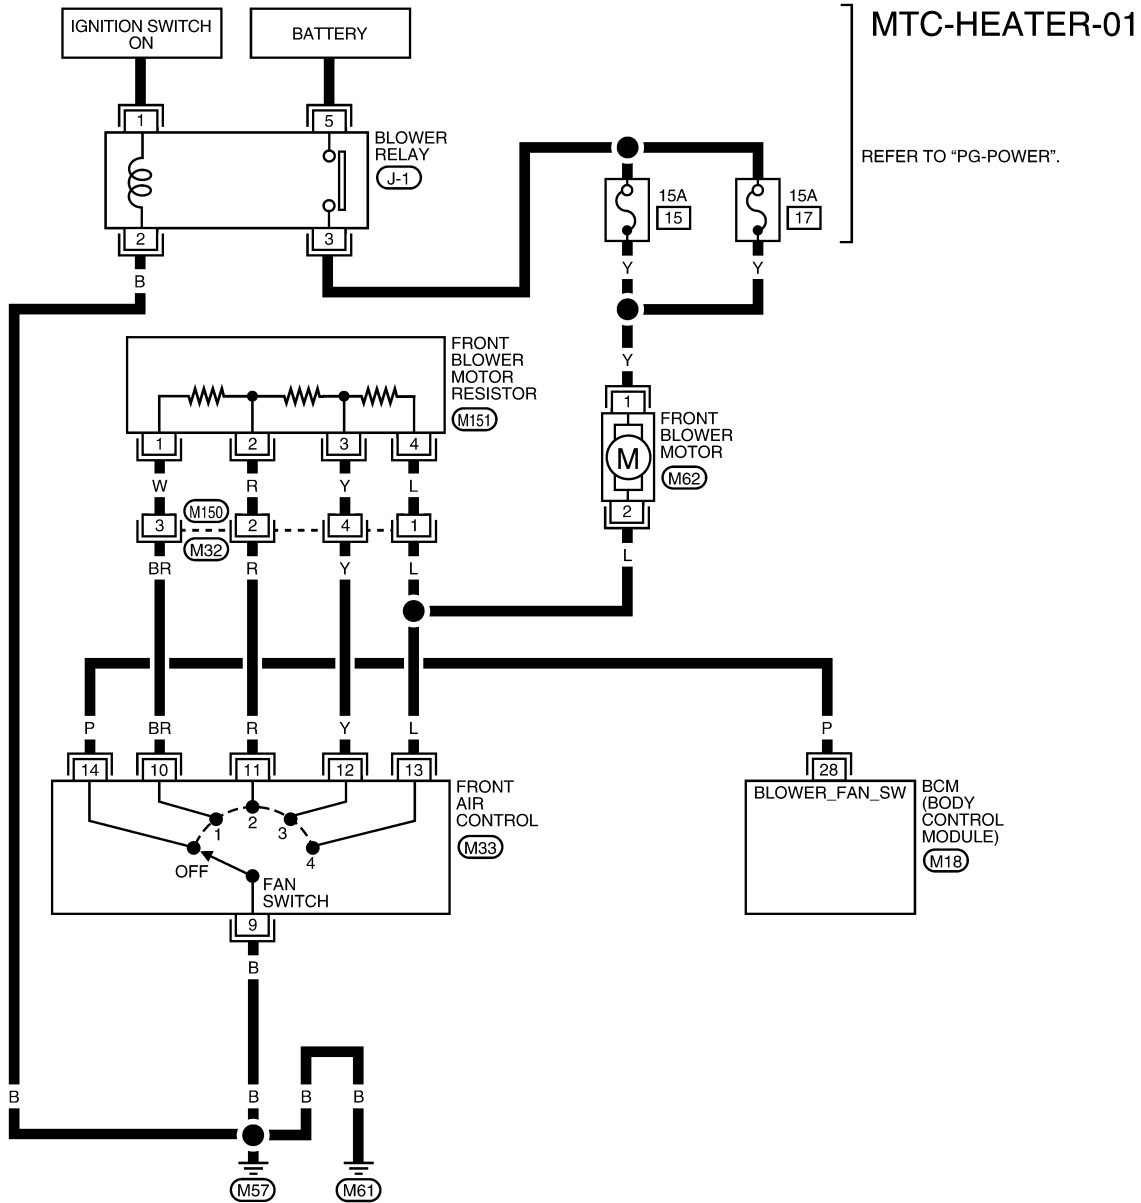 MTC-HEATER-01
IGNITION SWITCH
ON
BATTERY
1
5
BLOWER
RELAY
J-1
REFER TO “PG-POWER”.
15A
15
15A
17
2
3
B
Y
Y
FRONT
BLOWER
MOTOR
RESISTOR
M151
Y
1
FRONT
BLOWER
MOTOR
M62
M
2
L
1
2
3
4
W
R
Y
L
M150
3
2
4
1
M32
BR
R
Y
L
P
BR
R
Y
L
P
14
10
11
12
13
28
FRONT
AIR
CONTROL
M33
BLOWER_FAN_SW
BCM
(BODY
CONTROL
MODULE)
M18
OFF
1
2
3
4
FAN
SWITCH
9
B
B
B
B
B
M57
M61